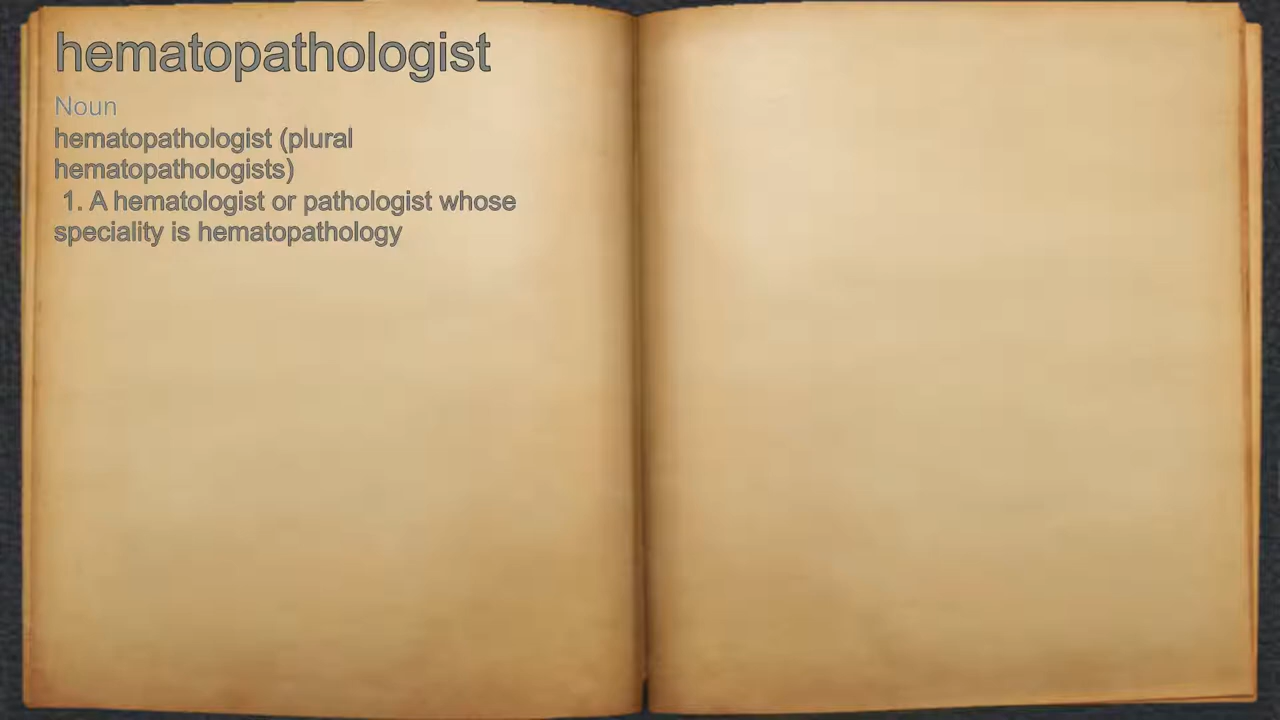 hematopathologist
Noun
hematopathologist (plural
hematopathologists)
1. A hematologist or pathologist whose
speciality is hematopathology